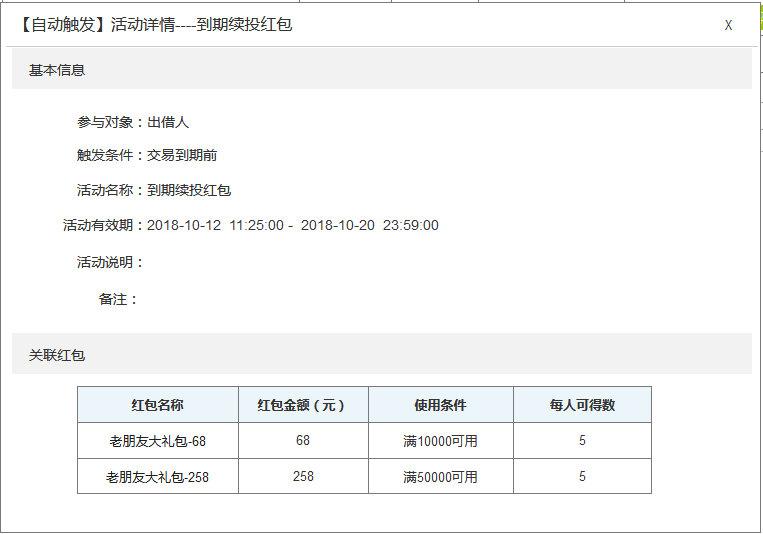 【自动触发】活动详情----到期续投红包 X
基本信息
参与对象：出借人
触发条件：交易到期前
活动名称：到期续投红包
活动有效期：2018-10-12 11:25:00 - 2018-10-20 23:59:00
活动说明：
备注：
关联红包
红包名称 红包金额（元） 使用条件 每人可得数
老朋友大礼包-68 68 满10000可用 5
老朋友大礼包-258 258 满50000可用 5